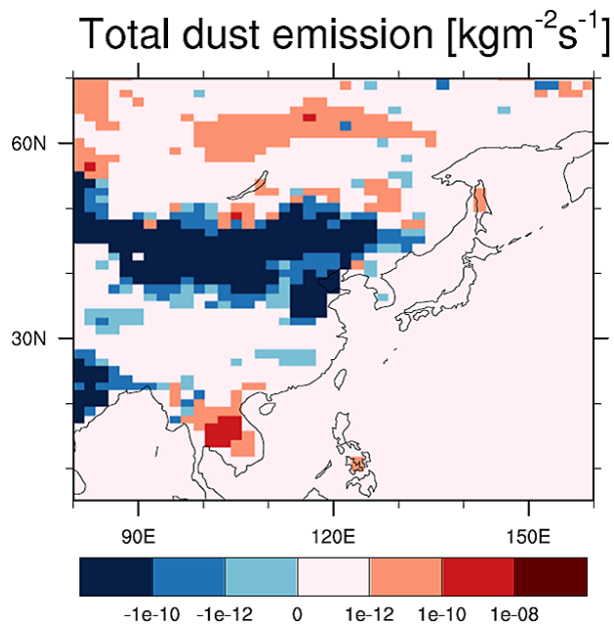 Total dust emission [kgm⁻²s⁻¹]
60N
30N
90E 120E 150E
-1e-10 -1e-12 0 1e-12 1e-10 1e-08